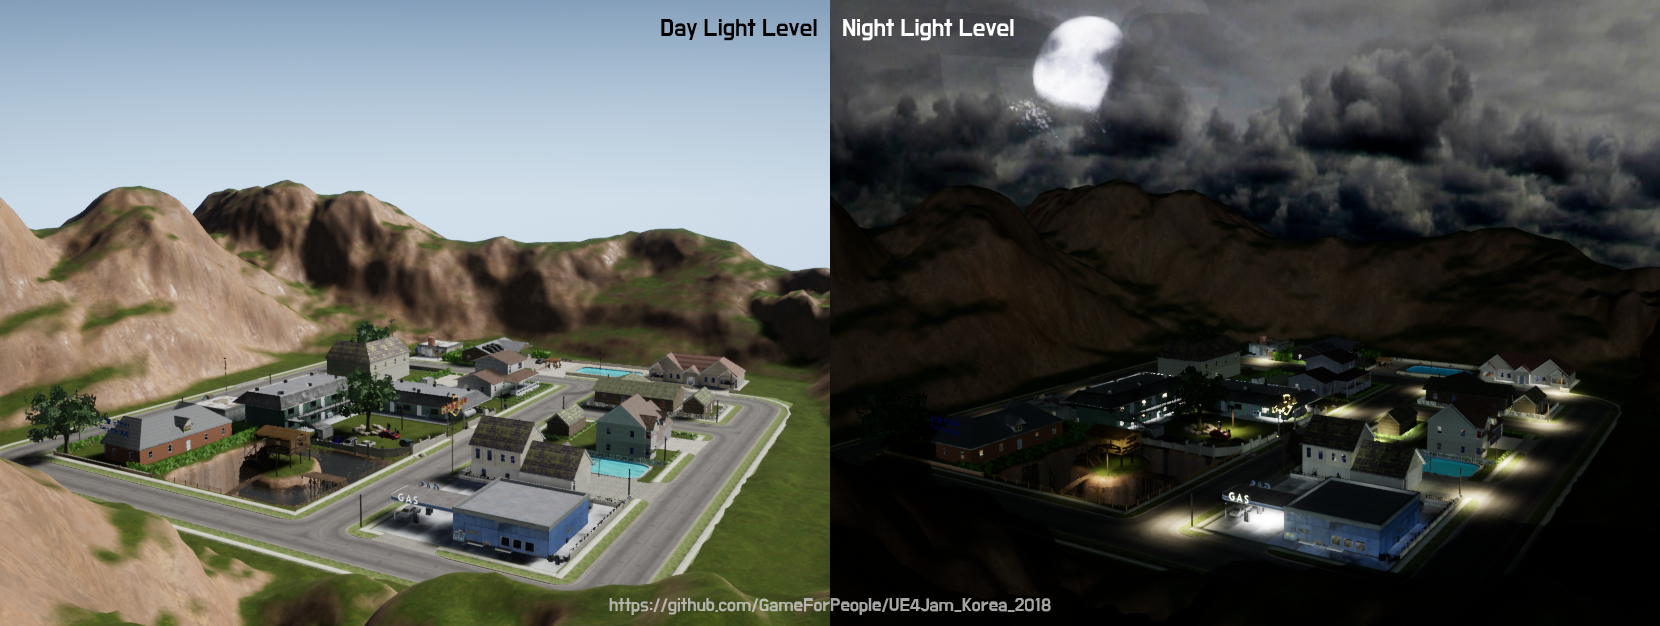 Day Light Level
Night Light Level
GAS
GAS
https://github.com/GameForPeople/UE4Jam_Korea_2018